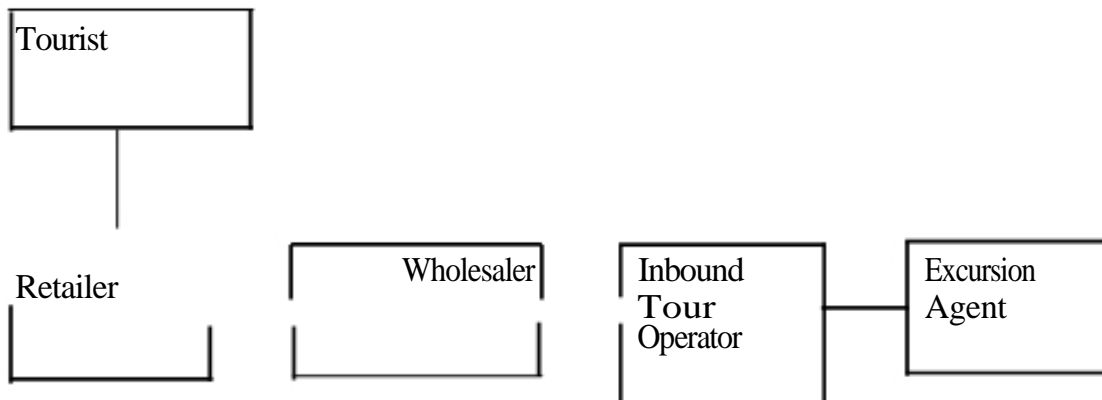 Tourist
Retailer
Wholesaler
Inbound
Tour
Operator
Excursion
Agent